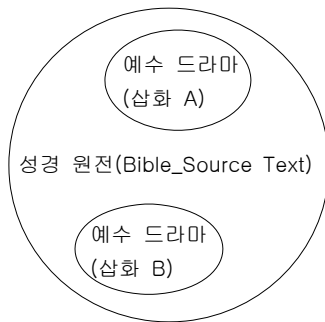 예수 드라마
(삽화 A)
성경 원전(Bible_Source Text)
예수 드라마
(삽화 B)